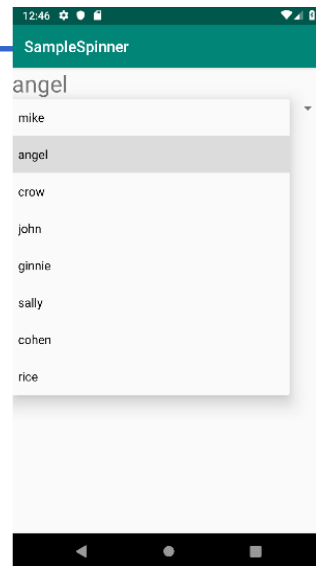 12:46
SampleSpinner
angel
mike
angel
crow
john
ginnie
sally
cohen
rice